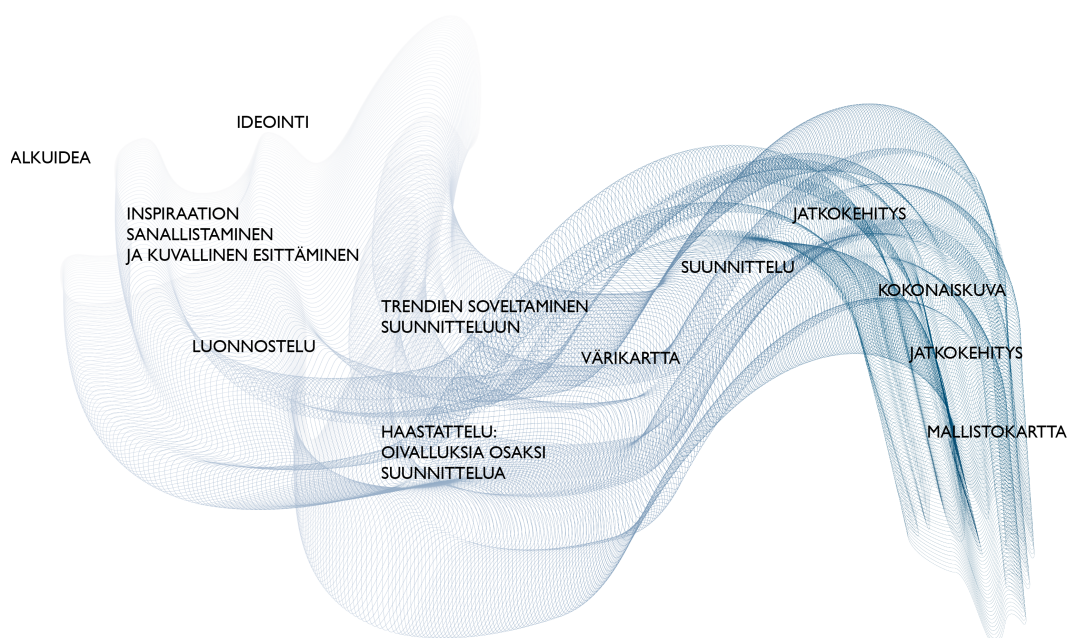 ALKUIDEA
IDEOINTI
INSPIRAATION
SANALLISTAMINEN
JA KUVALLINEN ESITTÄMINEN
LUONNOSTELU
TRENDIEN SOVELTAMINEN
SUUNNITTELUUN
HAASTATTELU:
OIVALLUKSIA OSAKSI
SUUNNITTELUA
VÄRIKARTTA
SUUNNITTELU
JATKOKEHITYS
KOKONAISKUVA
JATKOKEHITYS
MALLISTOKARTTA